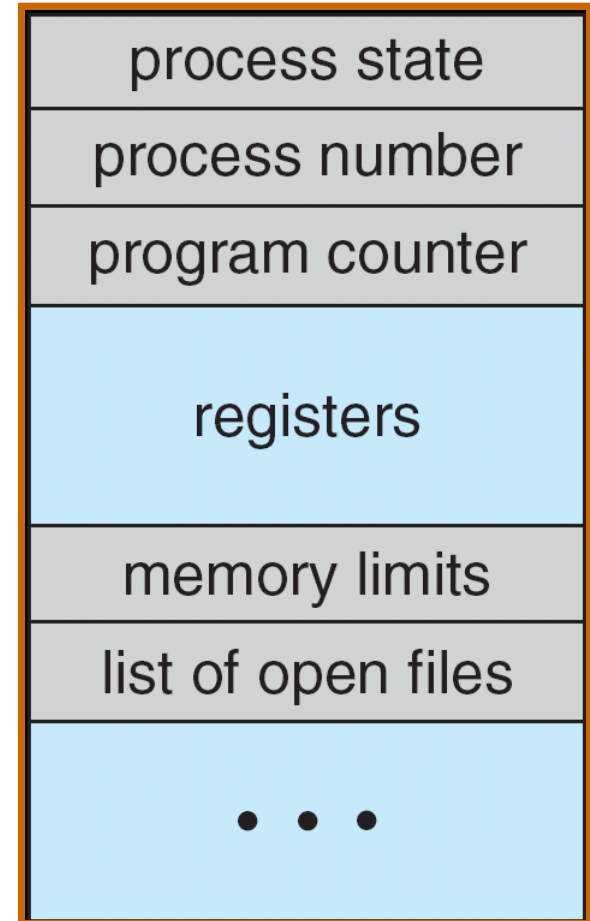 process state
process number
program counter
registers
memory limits
list of open files
• • •